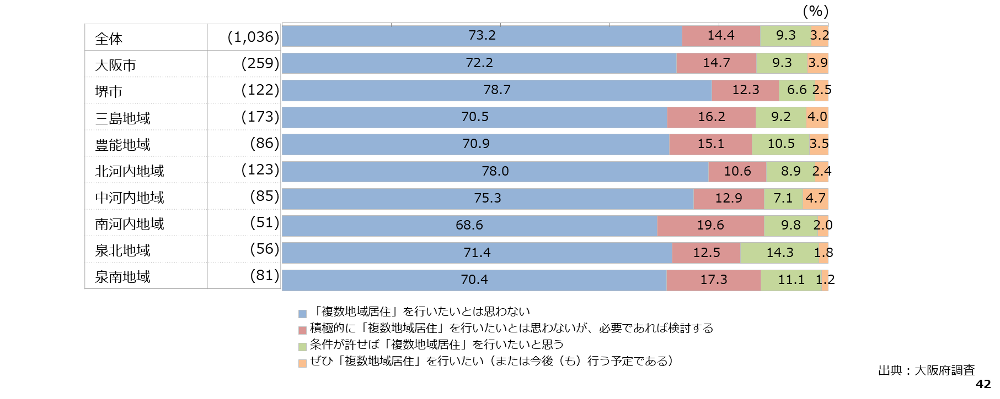 (%)
全体 (1,036) 73.2 14.4 9.3 3.2
大阪市 (259) 72.2 14.7 9.3 3.9
堺市 (122) 78.7 12.3 6.6 2.5
三島地域 (173) 70.5 16.2 9.2 4.0
豊能地域 (86) 70.9 15.1 10.5 3.5
北河内地域 (123) 78.0 10.6 8.9 2.4
中河内地域 (85) 75.3 12.9 7.1 4.7
南河内地域 (51) 68.6 19.6 9.8 2.0
泉北地域 (56) 71.4 12.5 14.3 1.8
泉南地域 (81) 70.4 17.3 11.1 1.2
「複数地域居住」を行いたいとは思わない
積極的に「複数地域居住」を行いたいとは思わないが、必要であれば検討する
条件が許せば「複数地域居住」を行いたいと思う
ぜひ「複数地域居住」を行いたい（または今後（も）行う予定である）
出典：大阪府調査
42